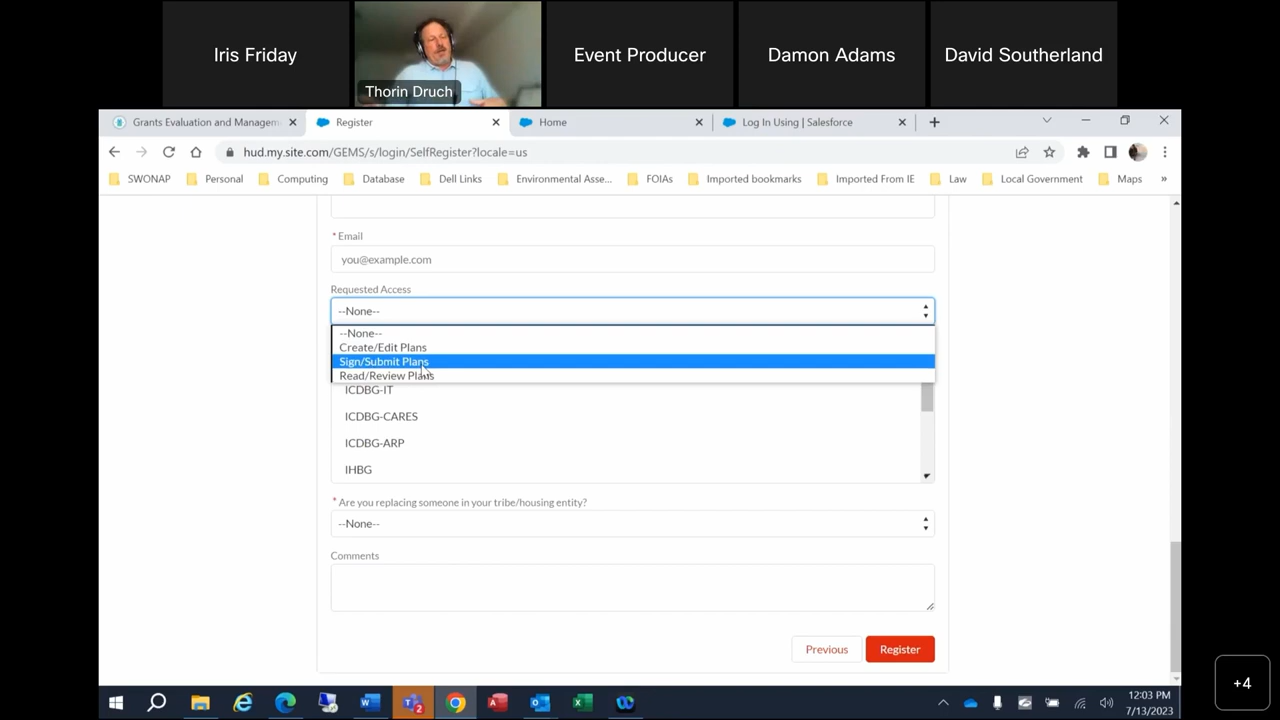 Iris Friday
Thorin Druch
Event Producer
Damon Adams
David Southerland
Grants Evaluation and Managem
Register
Home
Log In Using | Salesforce
hud.my.site.com/GEMS/s/login/SelfRegister?locale=us
SWONAP
Personal
Computing
Database
Dell Links
Environmental Asse...
FOIAs
Imported bookmarks
Imported From IE
Law
Local Government
Maps
»
* Email
you@example.com
Requested Access
--None--
--None--
Create/Edit Plans
Sign/Submit Plans
Read/Review Plans
ICDBG-IT
ICDBG-CARES
ICDBG-ARP
IHBG
* Are you replacing someone in your tribe/housing entity?
--None--
Comments
Previous
Register
+4
2
12:03 PM
7/13/2023